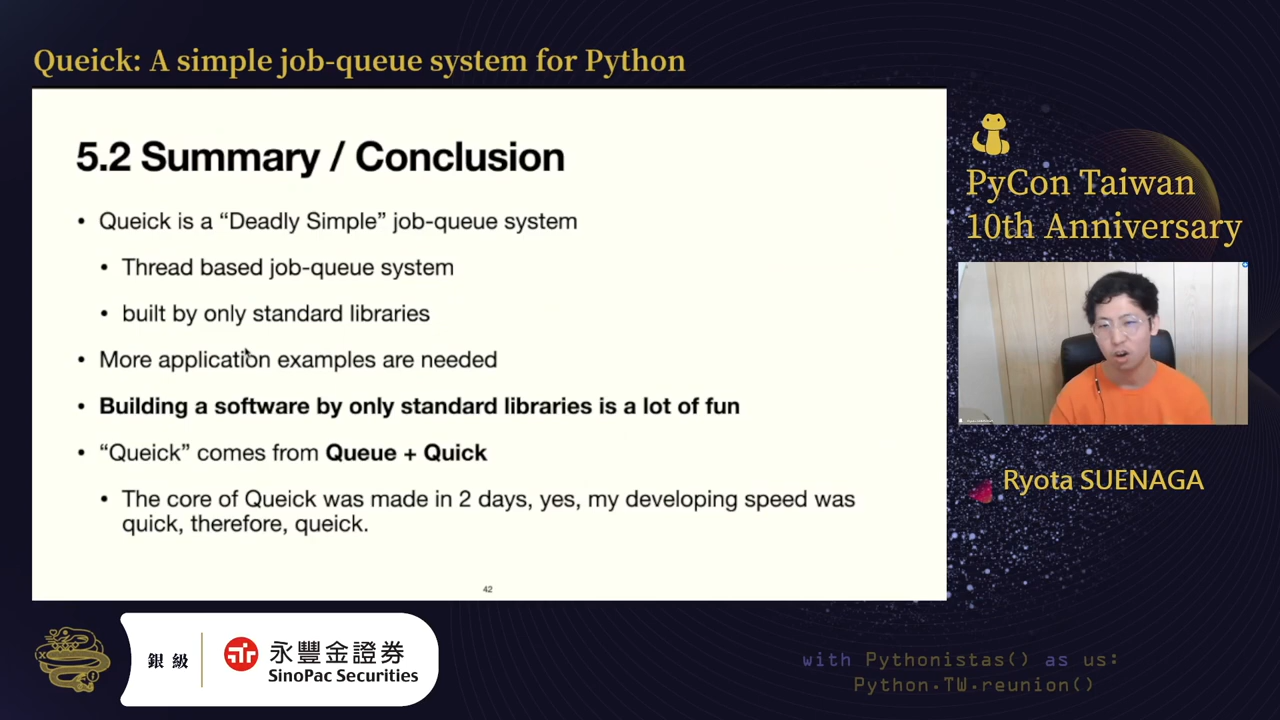 Queick: A simple job-queue system for Python
5.2 Summary / Conclusion
• Queick is a “Deadly Simple” job-queue system
• Thread based job-queue system
• built by only standard libraries
• More application examples are needed
• Building a software by only standard libraries is a lot of fun
• “Queick” comes from Queue + Quick
• The core of Queick was made in 2 days, yes, my developing speed was
quick, therefore, queick.
42
PyCon Taiwan
10th Anniversary
Ryota SUENAGA
銀級
永豐金證券
SinoPac Securities
with Pythonistas() as us:
Python.TW.reunion()